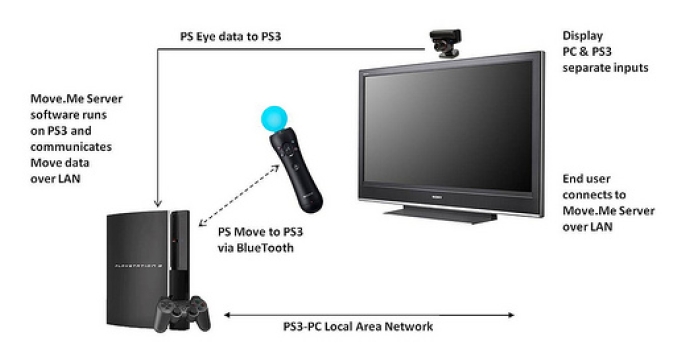 PS Eye data to PS3
Display
PC & PS3
separate inputs
Move.Me Server
software runs
on PS3 and
communicates
Move data
over LAN
End user
connects to
Move.Me Server
over LAN
SONY
PS Move to PS3
via BlueTooth
PLAYSTATION 3
PS3-PC Local Area Network